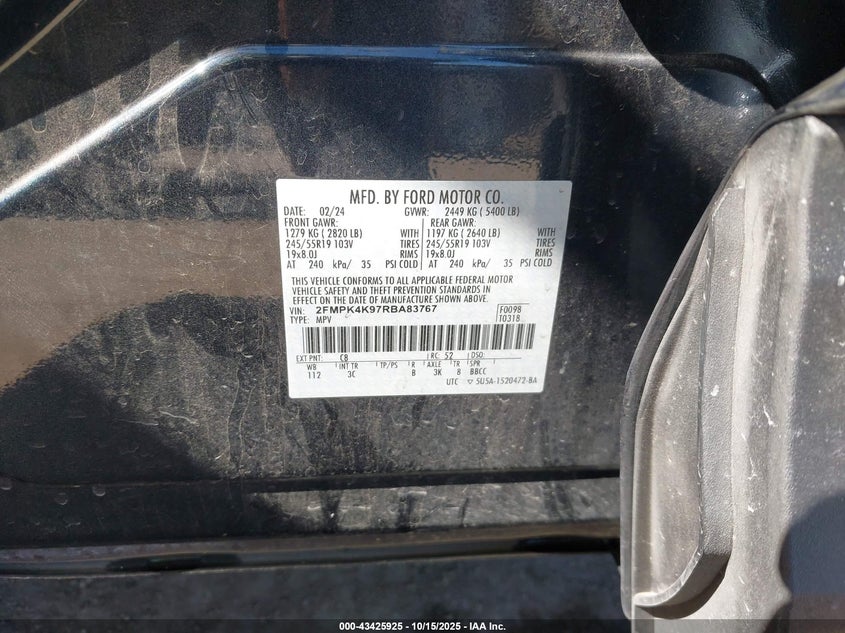 MFD. BY FORD MOTOR CO.
DATE: 02/24 GVWR: 2449 KG ( 5400 LB)
FRONT GAWR: REAR GAWR:
1279 KG ( 2820 LB) WITH 1197 KG ( 2640 LB) WITH
245/55R19 103V TIRES 245/55R19 103V TIRES
19x8.0J RIMS 19x8.0J RIMS
AT 240 kPa/ 35 PSI COLD AT 240 kPa/ 35 PSI COLD
THIS VEHICLE CONFORMS TO ALL APPLICABLE FEDERAL MOTOR
VEHICLE SAFETY AND THEFT PREVENTION STANDARDS IN
EFFECT ON THE DATE OF MANUFACTURE SHOWN ABOVE.
VIN: 2FMPK4K97RBA83767 F0098
TYPE: MPV T0318
EXT PNT: C8 RC: 52 DSO:
WB INT TR TP/PS R AXLE TR SPR
112 3C B 3K 8 BBCC
UTC ▽ 5U5A-1520472-BA
000-43425925 | 10/15/2025 | IAA Inc.